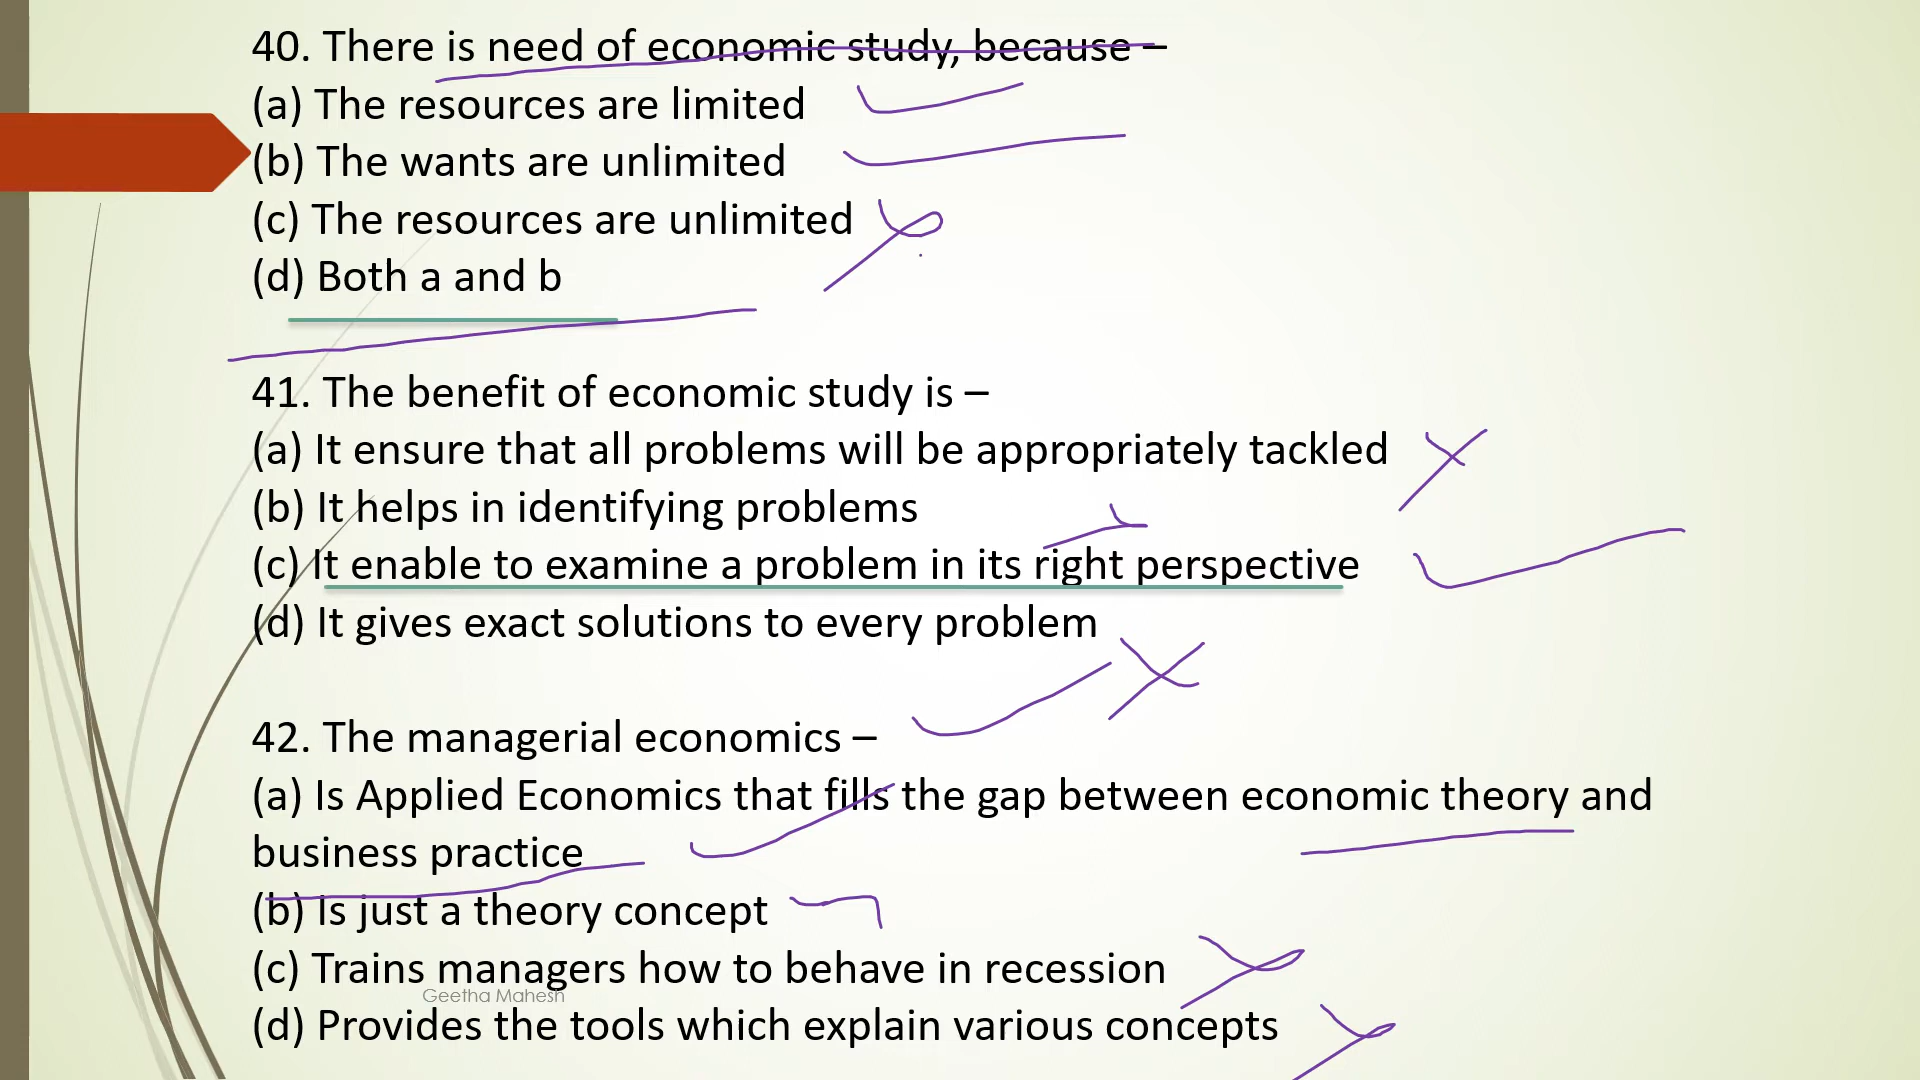 40. There is need of economic study, because –
(a) The resources are limited
(b) The wants are unlimited
(c) The resources are unlimited
(d) Both a and b
41. The benefit of economic study is –
(a) It ensure that all problems will be appropriately tackled
(b) It helps in identifying problems
(c) It enable to examine a problem in its right perspective
(d) It gives exact solutions to every problem
42. The managerial economics –
(a) Is Applied Economics that fills the gap between economic theory and
business practice
(b) Is just a theory concept
(c) Trains managers how to behave in recession
Geetha Mahesh
(d) Provides the tools which explain various concepts